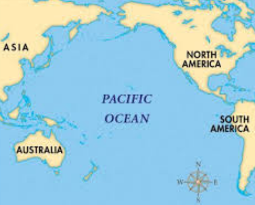 ASIA
NORTH
AMERICA
PACIFIC
OCEAN
SOUTH
AMERICA
AUSTRALIA
N
W
E
S